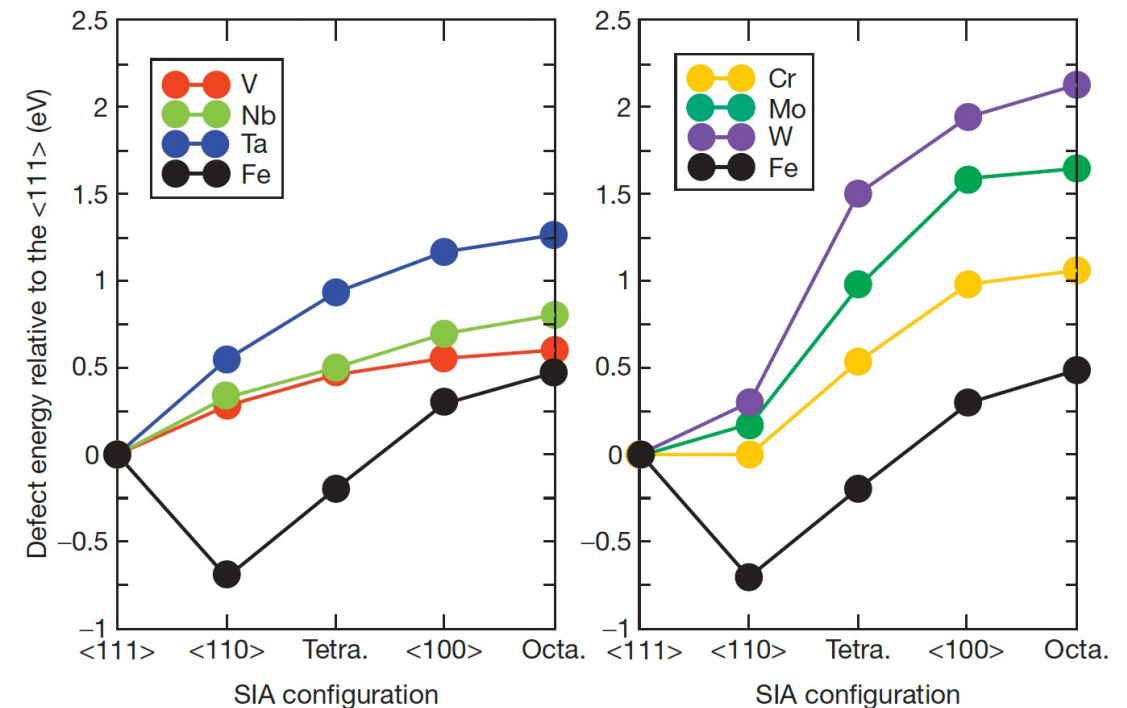 Defect energy relative to the <111> (eV)
2.5
2
1.5
1
0.5
0
−0.5
−1
V
Nb
Ta
Fe
<111> <110> Tetra. <100> Octa.
SIA configuration
2.5
2
1.5
1
0.5
0
−0.5
−1
Cr
Mo
W
Fe
<111> <110> Tetra. <100> Octa.
SIA configuration